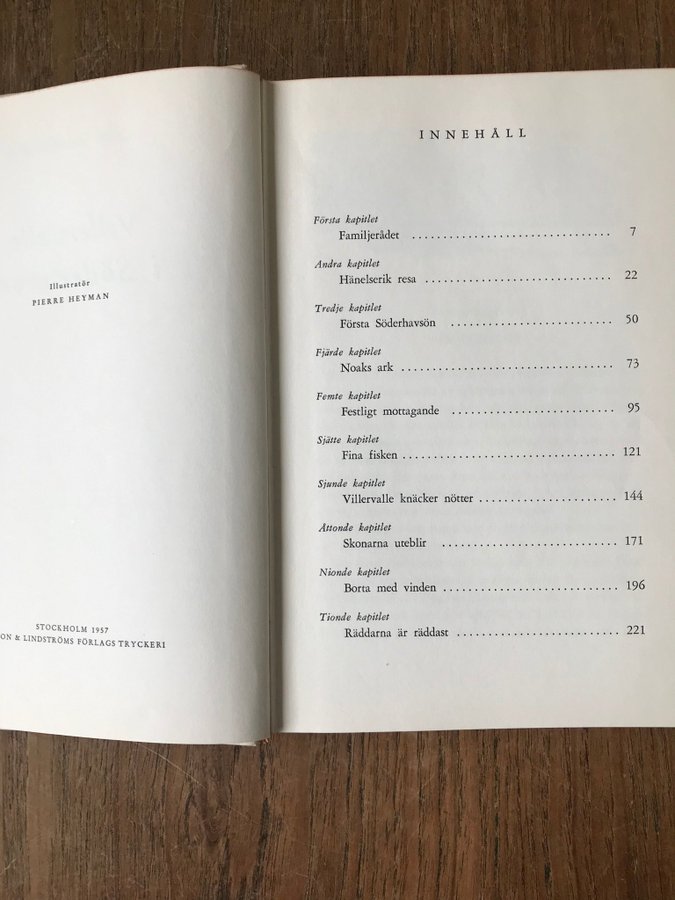 Illustratör
PIERRE HEYMAN
STOCKHOLM 1957
ON & LINDSTRÖMS FÖRLAGS TRYCKERI
INNEHÅLL
Första kapitlet
Familjerådet ................................ 7
Andra kapitlet
Hänelserik resa .............................. 22
Tredje kapitlet
Första Söderhavsön .......................... 50
Fjärde kapitlet
Noaks ark .................................. 73
Femte kapitlet
Festligt mottagande .......................... 95
Sjätte kapitlet
Fina fisken .................................. 121
Sjunde kapitlet
Villervalle knäcker nötter ...................... 144
Åttonde kapitlet
Skonarna uteblir ............................ 171
Nionde kapitlet
Borta med vinden ............................ 196
Tionde kapitlet
Räddarna är räddast .......................... 221